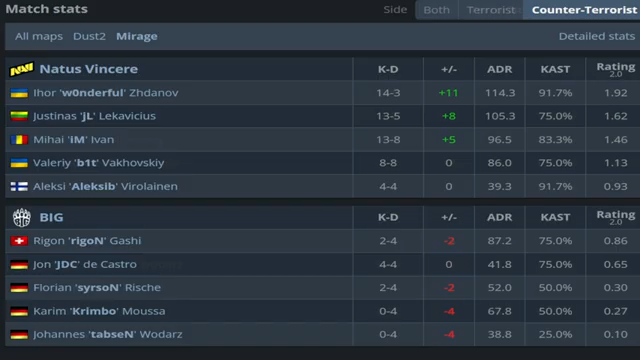 Match stats Side Both Terrorist Counter-Terrorist
All maps Dust2 Mirage Detailed stats
Natus Vincere K-D +/- ADR KAST Rating 2.0
Ihor 'w0nderful' Zhdanov 14-3 +11 114.3 91.7% 1.92
Justinas 'jL' Lekavicius 13-5 +8 105.3 75.0% 1.62
Mihai 'iM' Ivan 13-8 +5 96.5 83.3% 1.46
Valeriy 'b1t' Vakhovskiy 8-8 0 86.0 75.0% 1.13
Aleksi 'Aleksib' Virolainen 4-4 0 39.3 91.7% 0.93
BIG K-D +/- ADR KAST Rating 2.0
Rigon 'rigoN' Gashi 2-4 -2 87.2 75.0% 0.86
Jon 'JDC' de Castro 4-4 0 41.8 75.0% 0.65
Florian 'syrsoN' Rische 2-4 -2 52.0 50.0% 0.30
Karim 'Krimbo' Moussa 0-4 -4 67.8 50.0% 0.27
Johannes 'tabseN' Wodarz 0-4 -4 38.8 25.0% 0.10